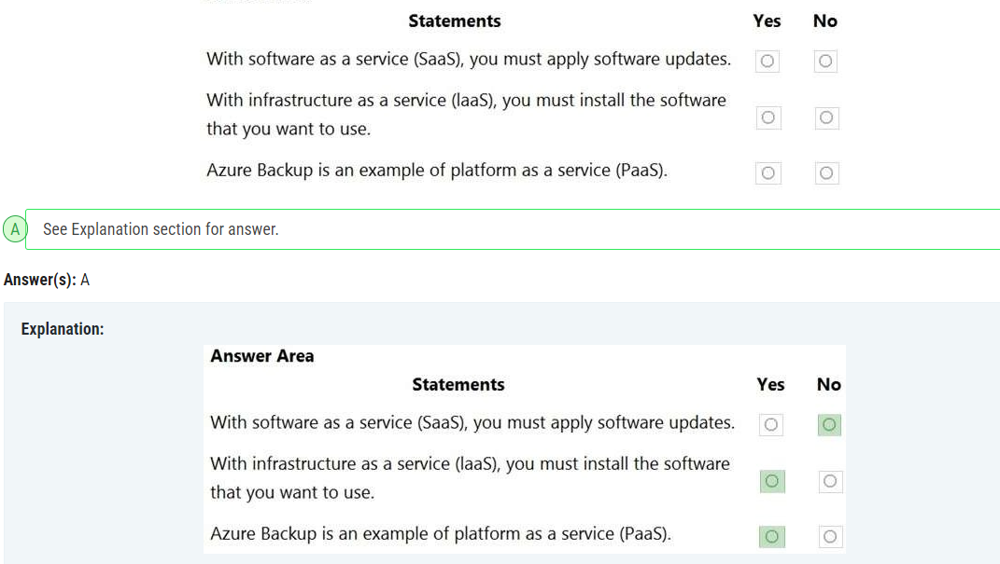 Statements Yes No
With software as a service (SaaS), you must apply software updates.
With infrastructure as a service (IaaS), you must install the software
that you want to use.
Azure Backup is an example of platform as a service (PaaS).
A See Explanation section for answer.
Answer(s): A
Explanation:
Answer Area
Statements Yes No
With software as a service (SaaS), you must apply software updates.
With infrastructure as a service (IaaS), you must install the software
that you want to use.
Azure Backup is an example of platform as a service (PaaS).